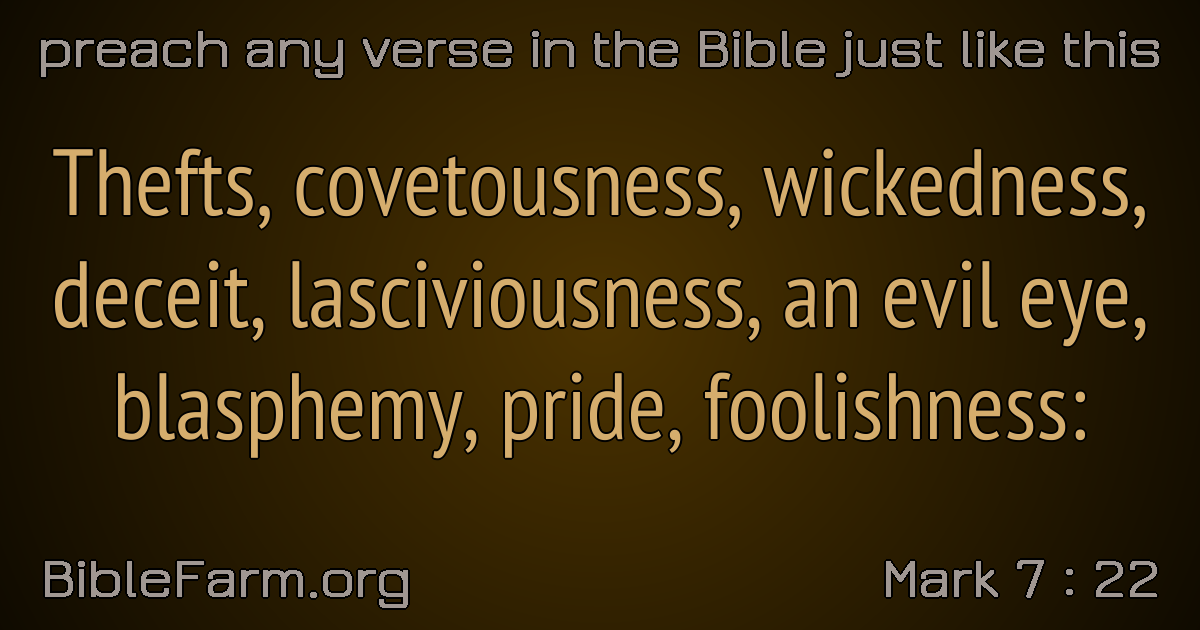 preach any verse in the Bible just like this
Thefts, covetousness, wickedness,
deceit, lasciviousness, an evil eye,
blasphemy, pride, foolishness:
BibleFarm.org
Mark 7 : 22